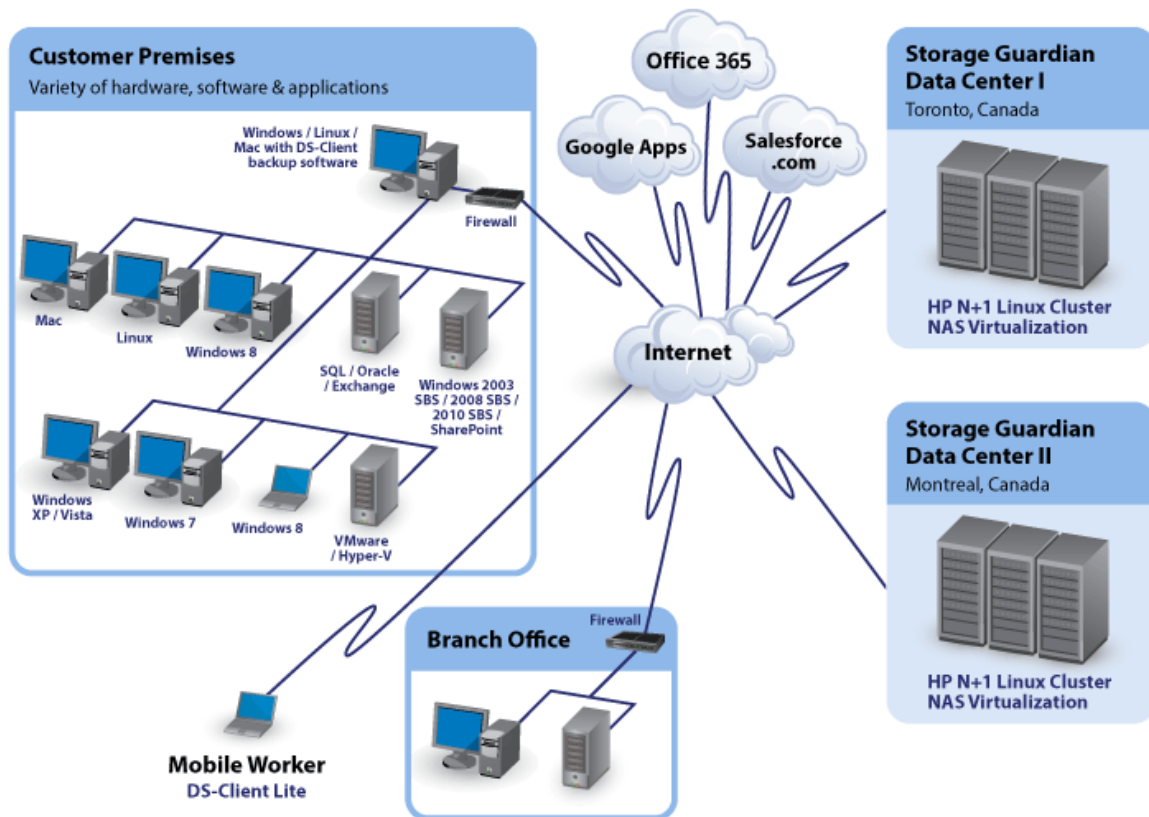 Customer Premises
Variety of hardware, software & applications
Windows / Linux /
Mac with DS-Client
backup software
Firewall
Mac
Linux
Windows 8
SQL / Oracle
/ Exchange
Windows 2003
SBS / 2008 SBS /
2010 SBS /
SharePoint
Windows
XP / Vista
Windows 7
Windows 8
VMware
/ Hyper-V
Office 365
Google Apps
Salesforce
.com
Internet
Storage Guardian
Data Center I
Toronto, Canada
HP N+1 Linux Cluster
NAS Virtualization
Storage Guardian
Data Center II
Montreal, Canada
HP N+1 Linux Cluster
NAS Virtualization
Branch Office
Firewall
Mobile Worker
DS-Client Lite